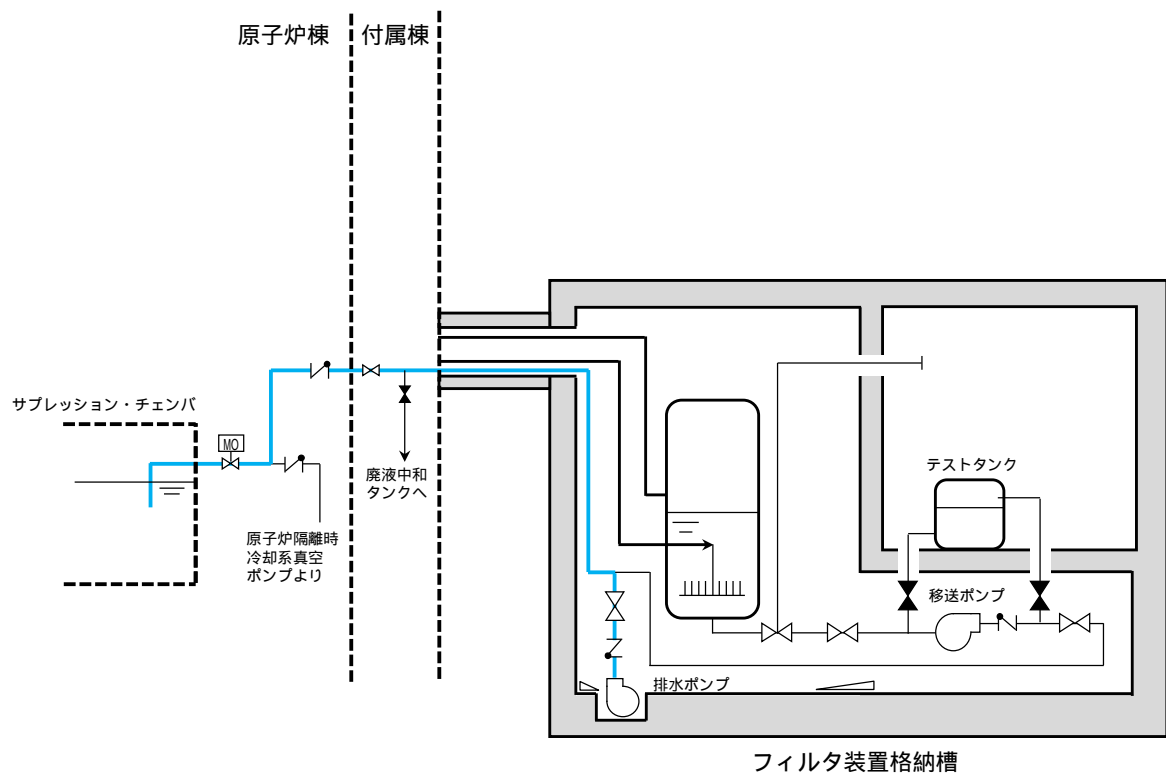 原子炉棟
付属棟
サプレッション・チェンバ
MO
廃液中和
タンクへ
原子炉隔離時
冷却系真空
ポンプより
テストタンク
移送ポンプ
排水ポンプ
フィルタ装置格納槽